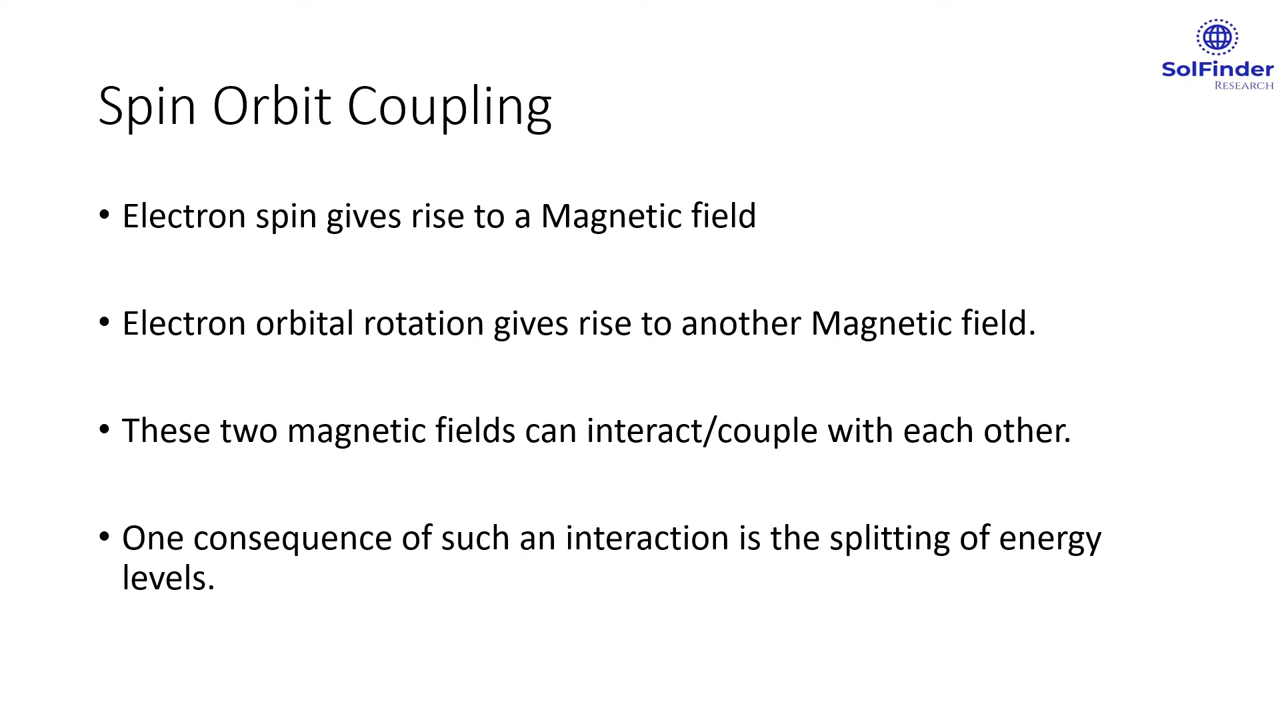 SolFinder
RESEARCH
Spin Orbit Coupling
• Electron spin gives rise to a Magnetic field
• Electron orbital rotation gives rise to another Magnetic field.
• These two magnetic fields can interact/couple with each other.
• One consequence of such an interaction is the splitting of energy
levels.